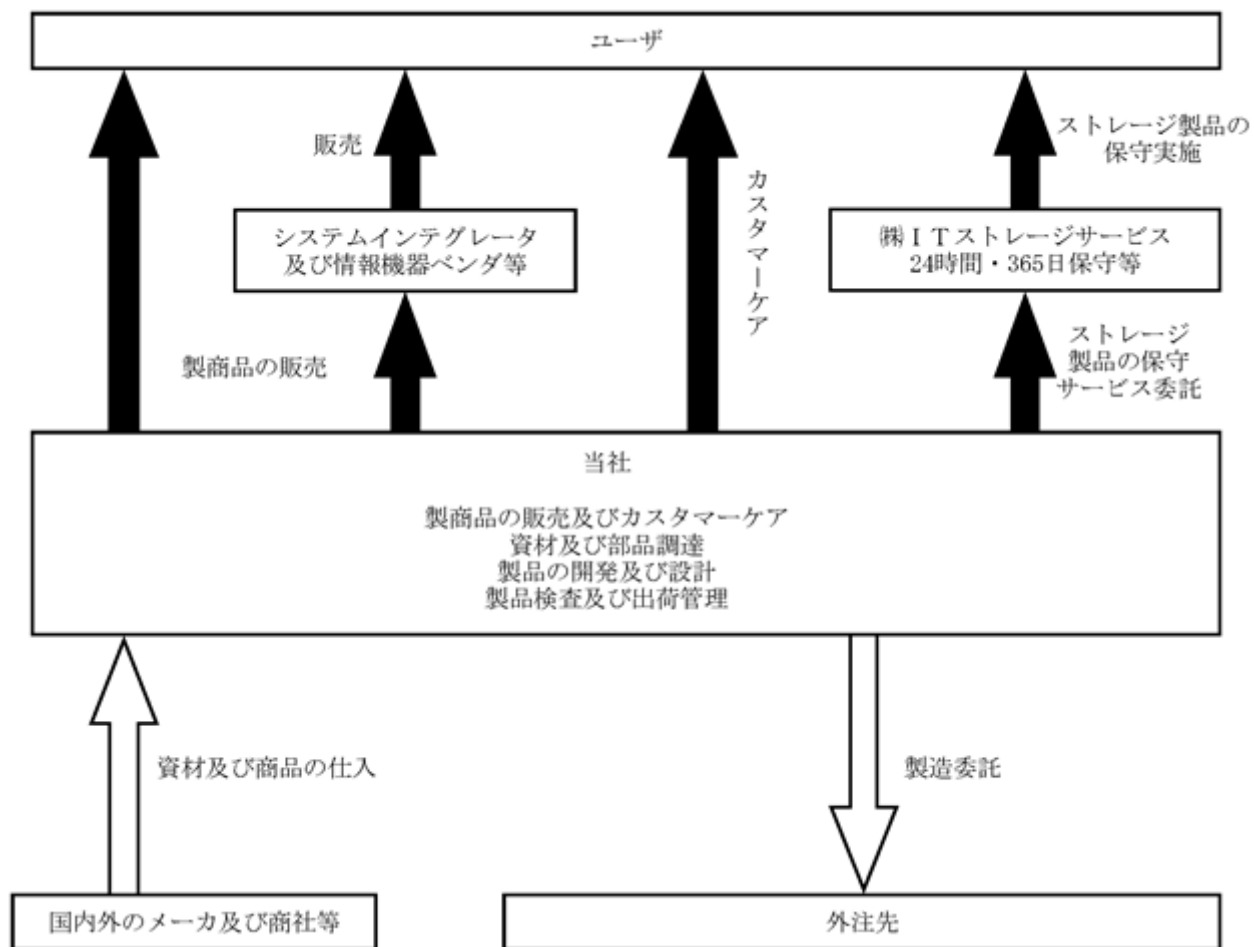 ユーザ
販売
ストレージ製品の
保守実施
カスタマーケア
システムインテグレータ
及び情報機器ベンダ等
㈱ＩＴストレージサービス
24時間・365日保守等
製商品の販売
ストレージ
製品の保守
サービス委託
当社
製商品の販売及びカスタマーケア
資材及び部品調達
製品の開発及び設計
製品検査及び出荷管理
資材及び商品の仕入
製造委託
国内外のメーカ及び商社等
外注先